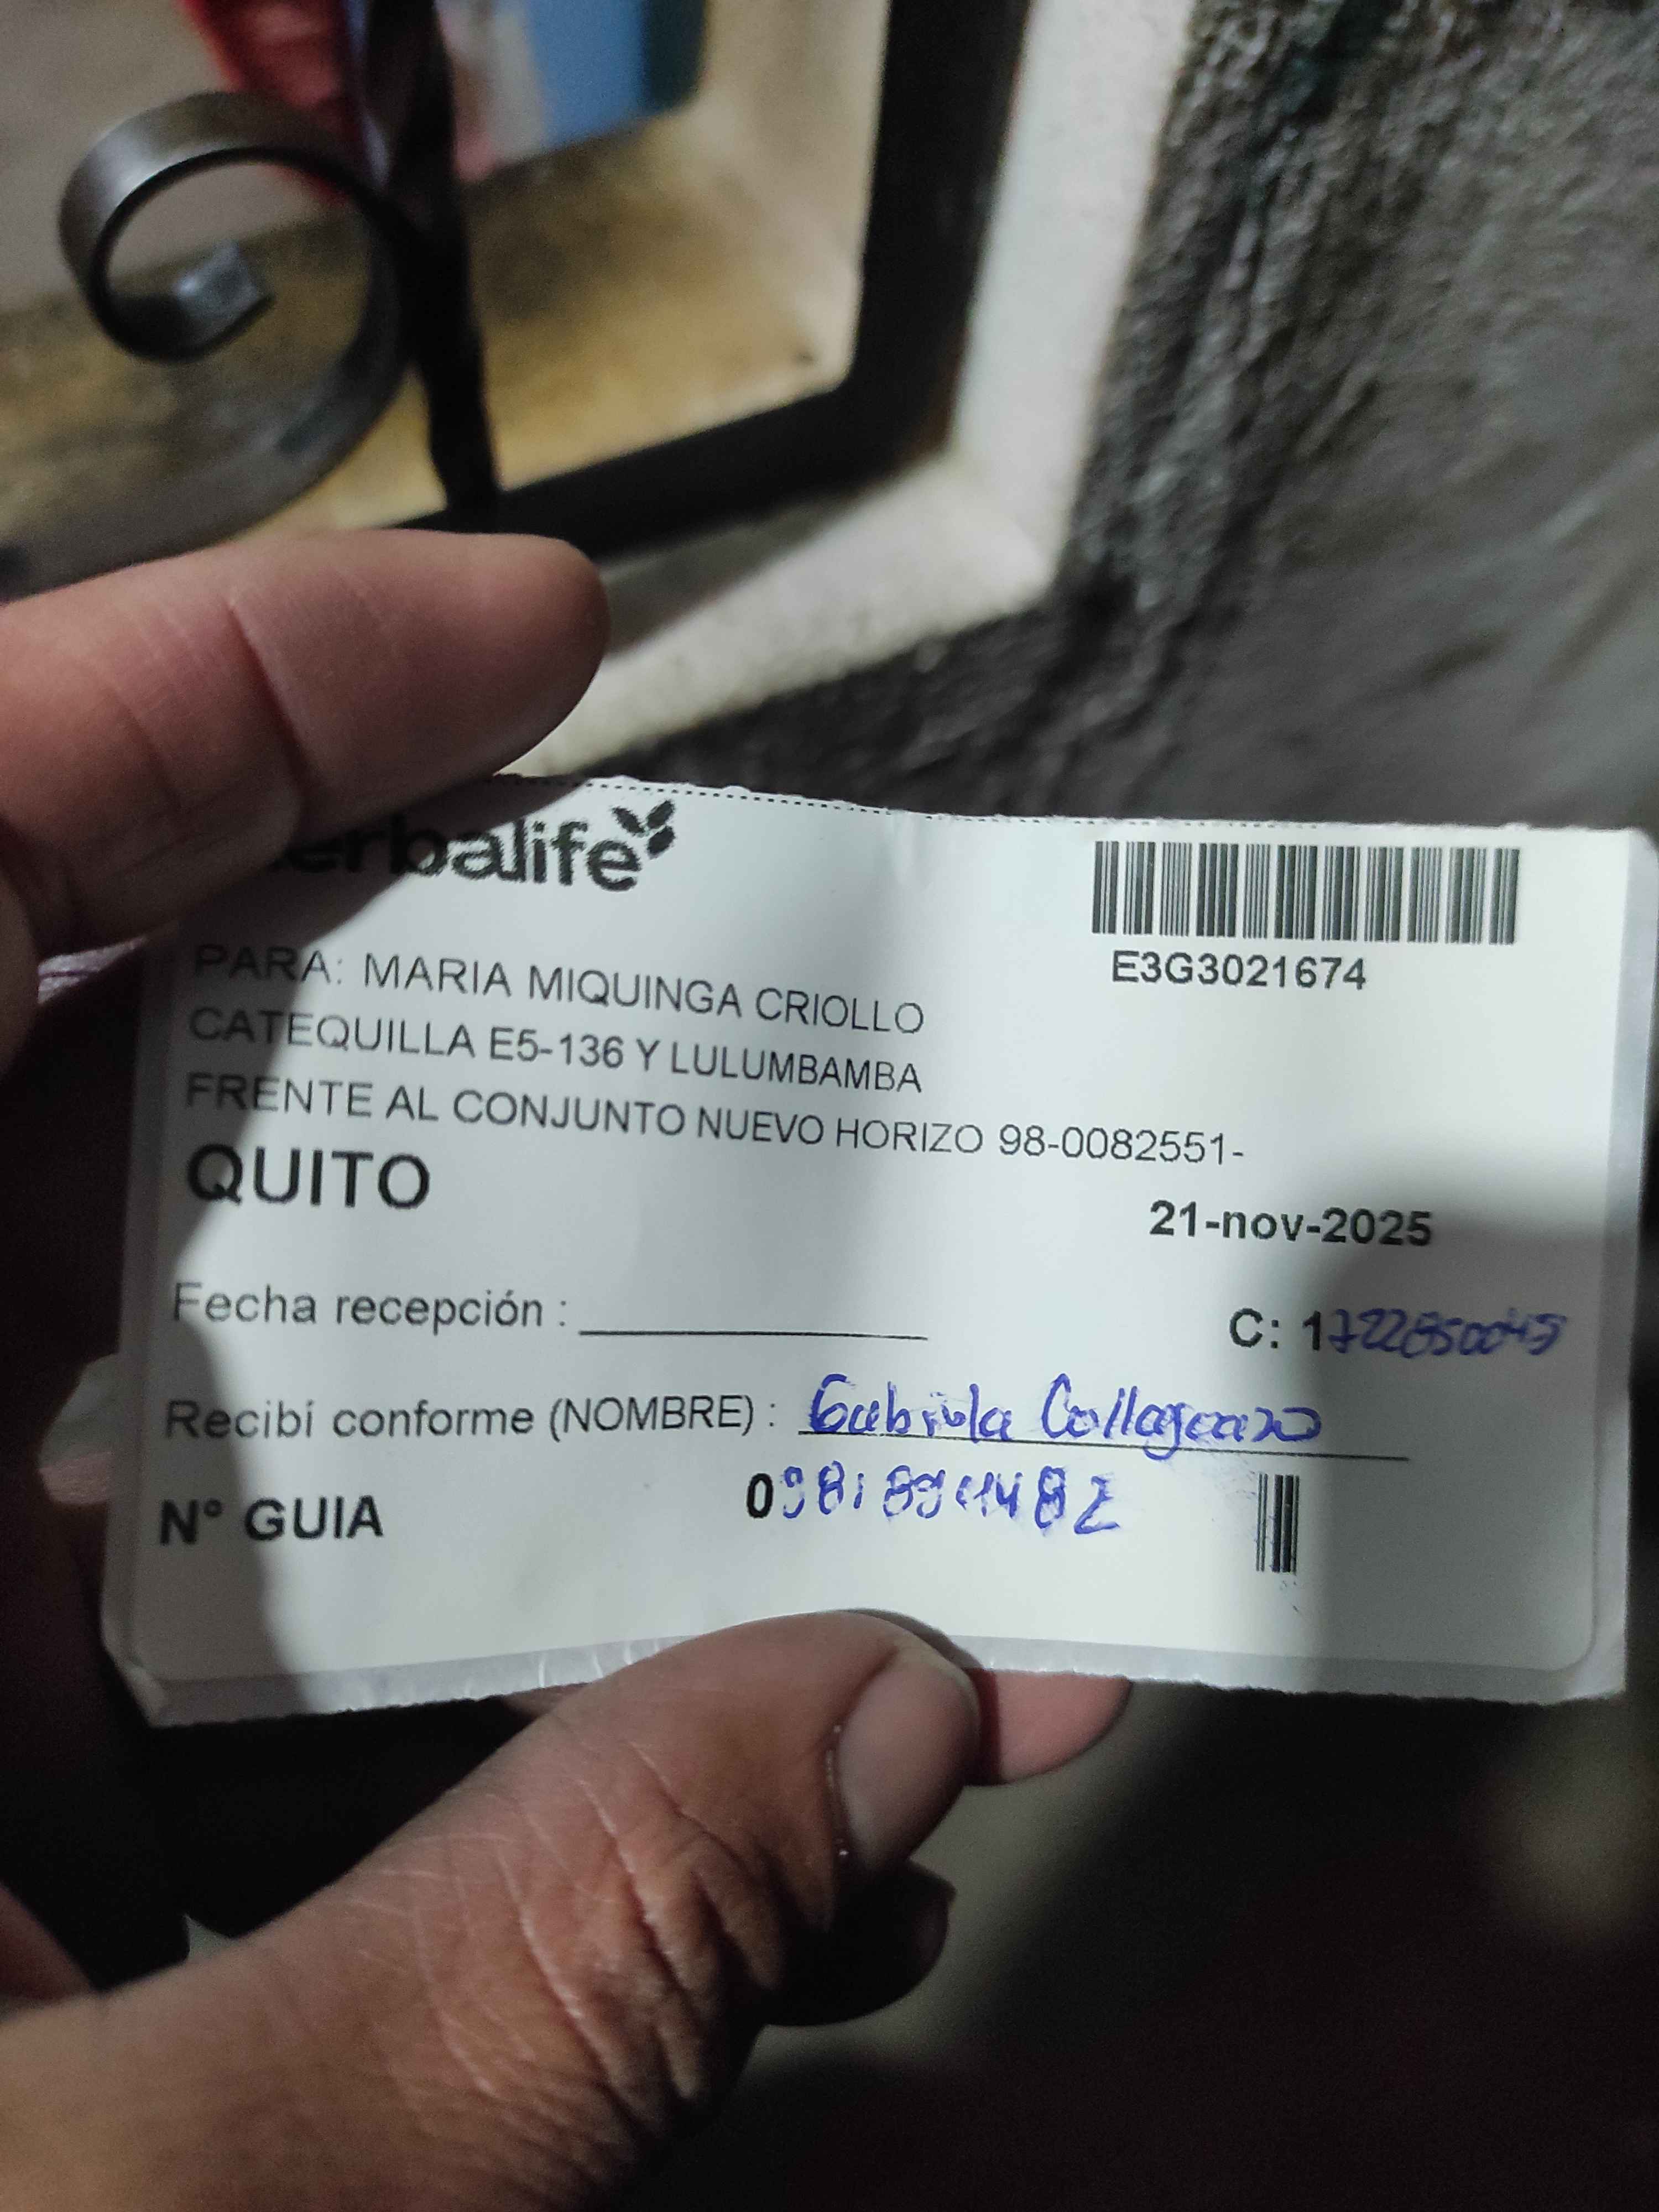 erbalife
E3G3021674
PARA: MARIA MIQUINGA CRIOLLO
CATEQUILLA E5-136 Y LULUMBAMBA
FRENTE AL CONJUNTO NUEVO HORIZO 98-0082551-
QUITO
21-nov-2025
Fecha recepción :
C:
Recibí conforme (NOMBRE) : Gabriela
N° GUIA